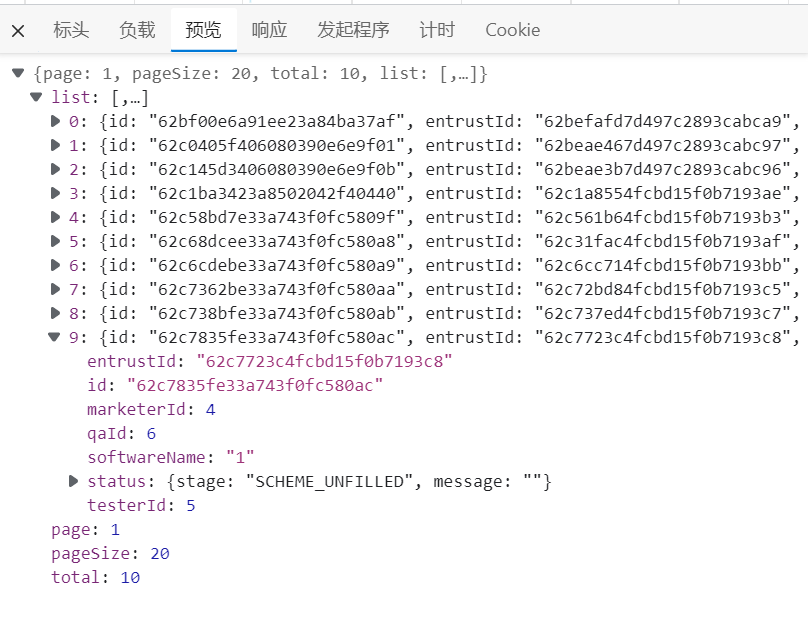 标头 负载 预览 响应 发起程序 计时 Cookie
{page: 1, pageSize: 20, total: 10, list: [,…]}
list: [,…]
0: {id: "62bf00e6a91ee23a84ba37af", entrustId: "62befafd7d497c2893cabca9",
1: {id: "62c0405f406080390e6e9f01", entrustId: "62beae467d497c2893cabc97",
2: {id: "62c145d3406080390e6e9f0b", entrustId: "62beae3b7d497c2893cabc96",
3: {id: "62c1ba3423a8502042f40440", entrustId: "62c1a8554fcbd15f0b7193ae",
4: {id: "62c58bd7e33a743f0fc5809f", entrustId: "62c561b64fcbd15f0b7193b3",
5: {id: "62c68dcee33a743f0fc580a8", entrustId: "62c31fac4fcbd15f0b7193af",
6: {id: "62c6cdebe33a743f0fc580a9", entrustId: "62c6cc714fcbd15f0b7193bb",
7: {id: "62c7362be33a743f0fc580aa", entrustId: "62c72bd84fcbd15f0b7193c5",
8: {id: "62c738bfe33a743f0fc580ab", entrustId: "62c737ed4fcbd15f0b7193c7",
9: {id: "62c7835fe33a743f0fc580ac", entrustId: "62c7723c4fcbd15f0b7193c8",
entrustId: "62c7723c4fcbd15f0b7193c8"
id: "62c7835fe33a743f0fc580ac"
marketerId: 4
qaId: 6
softwareName: "1"
status: {stage: "SCHEME_UNFILLED", message: ""}
testerId: 5
page: 1
pageSize: 20
total: 10